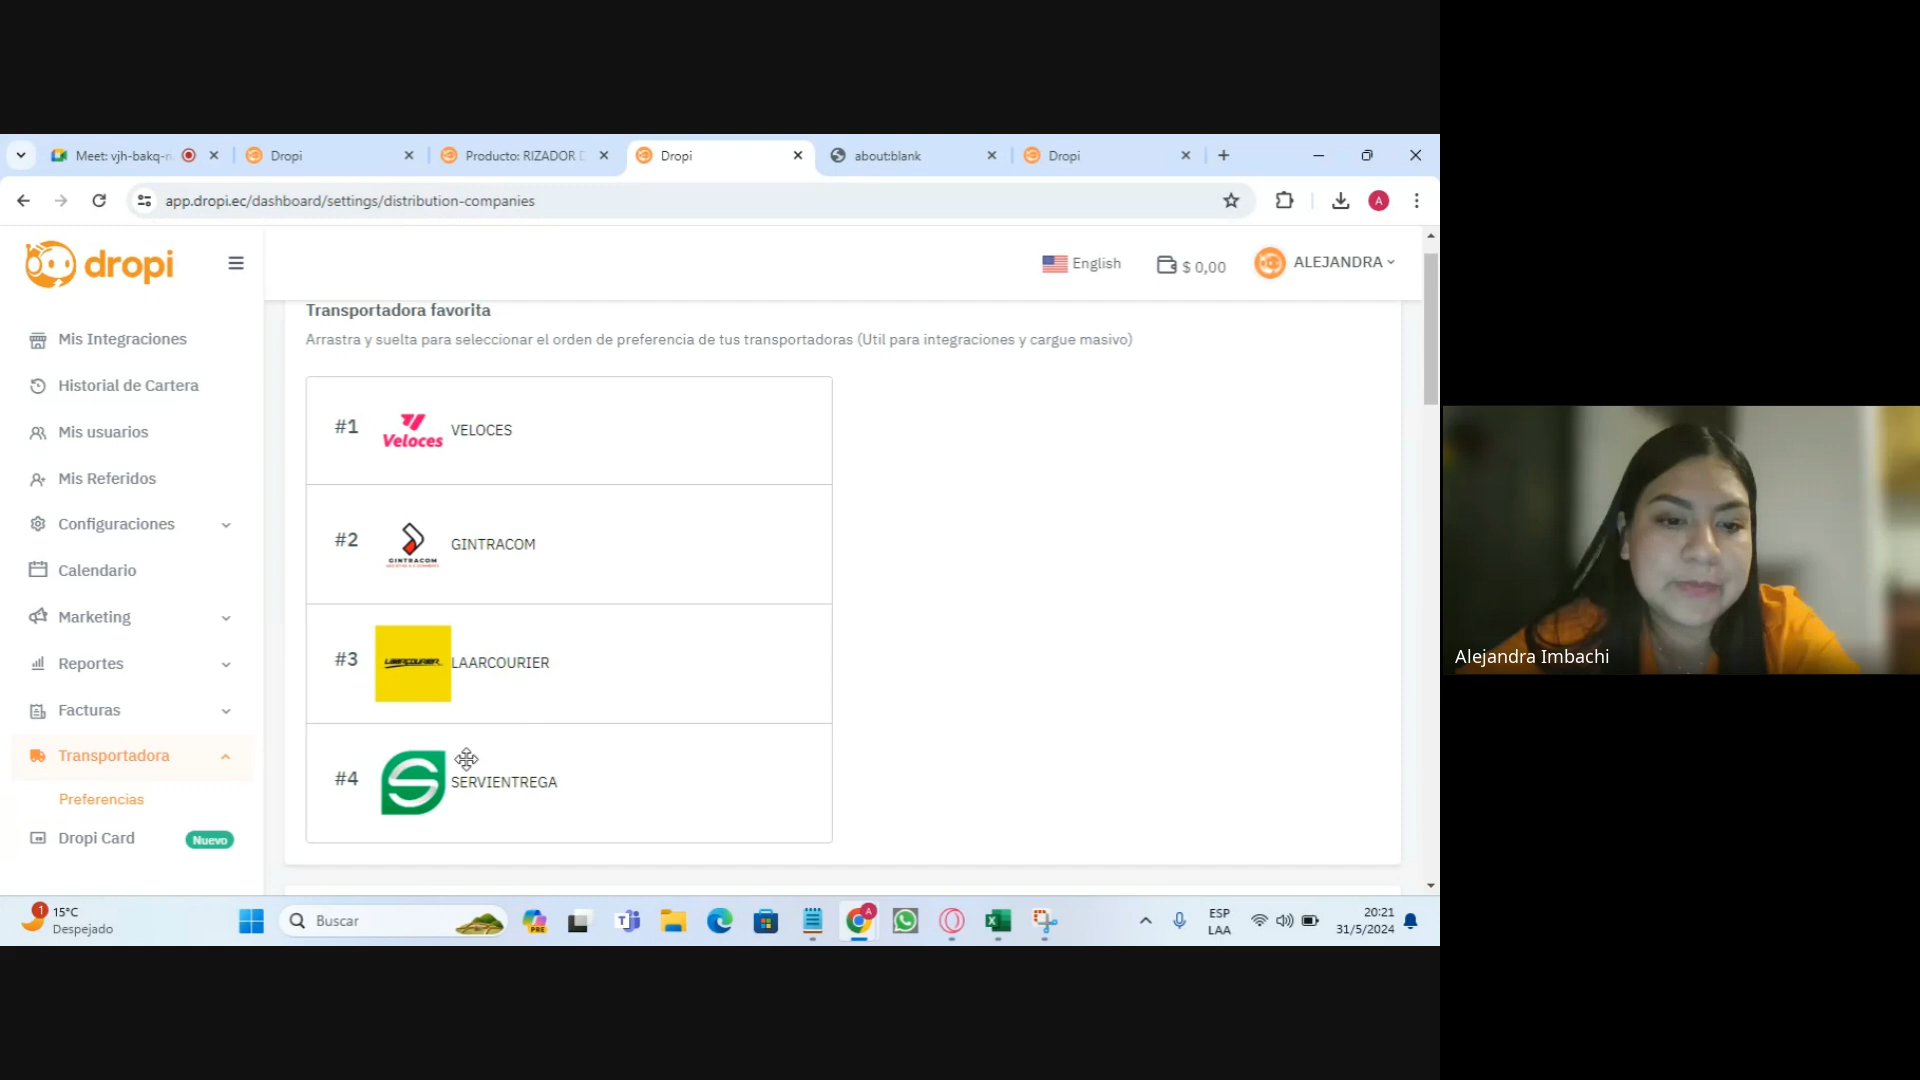 Meet: vjh-bakq-n
Dropi
Producto: RIZADOR D
Dropi
about:blank
Dropi
app.dropi.ec/dashboard/settings/distribution-companies
A
dropi
English
$ 0,00
ALEJANDRA
Mis Integraciones
Historial de Cartera
Mis usuarios
Mis Referidos
Configuraciones
Calendario
Marketing
Reportes
Facturas
Transportadora
Preferencias
Dropi Card
Nuevo
Transportadora favorita
Arrastra y suelta para seleccionar el orden de preferencia de tus transportadoras (Util para integraciones y cargue masivo)
#1 Veloces VELOCES
#2 GINTRACOM GINTRACOM
#3 LAARCOURIER LAARCOURIER
#4 SERVIENTREGA
Alejandra Imbachi
1
15°C
Despejado
Buscar
PRE
A
ESP
LAA
20:21
31/5/2024